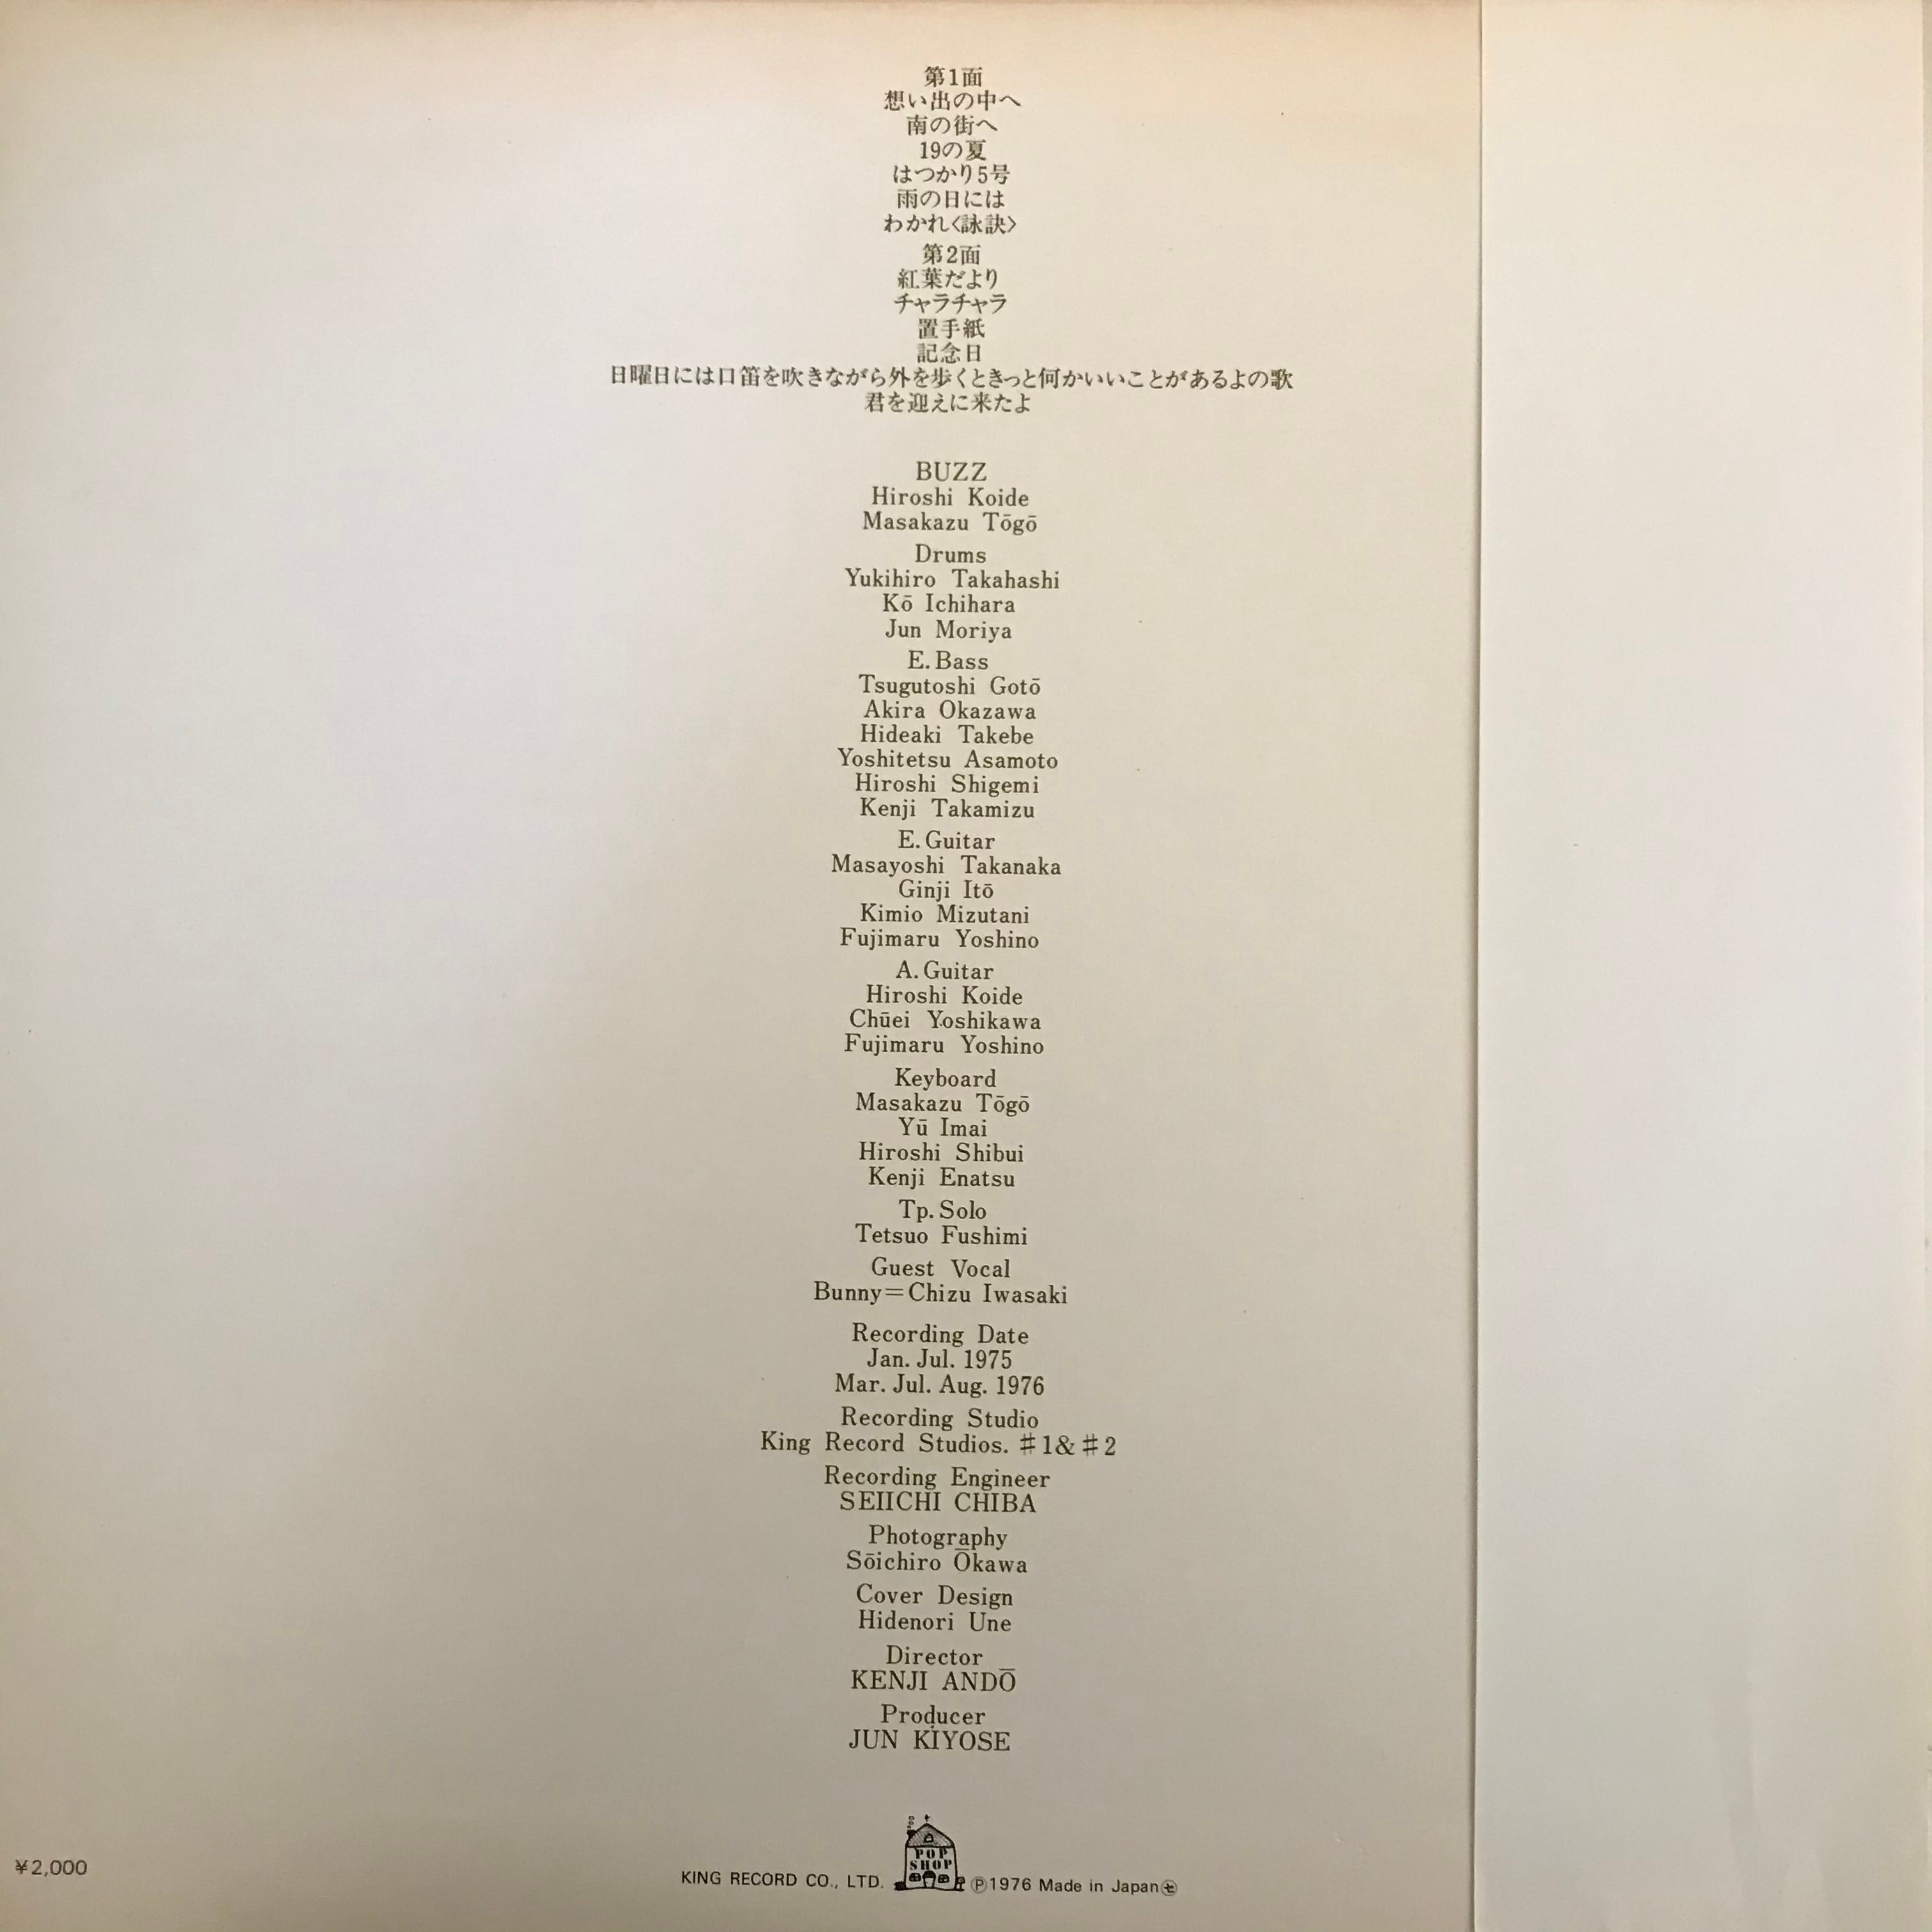 第1面
想い出の中へ
南の街へ
19の夏
はつかり5号
雨の日には
わかれ〈詠訣〉
第2面
紅葉だより
チャラチャラ
置手紙
記念日
日曜日には口笛を吹きながら外を歩くときっと何かいいことがあるよの歌
君を迎えに来たよ
BUZZ
Hiroshi Koide
Masakazu Tōgō
Drums
Yukihiro Takahashi
Kō Ichihara
Jun Moriya
E. Bass
Tsugutoshi Gotō
Akira Okazawa
Hideaki Takebe
Yoshitetsu Asamoto
Hiroshi Shigemi
Kenji Takamizu
E. Guitar
Masayoshi Takanaka
Ginji Itō
Kimio Mizutani
Fujimaru Yoshino
A. Guitar
Hiroshi Koide
Chūei Yoshikawa
Fujimaru Yoshino
Keyboard
Masakazu Tōgō
Yū Imai
Hiroshi Shibui
Kenji Enatsu
Tp. Solo
Tetsuo Fushimi
Guest Vocal
Bunny=Chizu Iwasaki
Recording Date
Jan. Jul. 1975
Mar. Jul. Aug. 1976
Recording Studio
King Record Studios. ♯1& ♯2
Recording Engineer
SEIICHI CHIBA
Photography
Sōichiro Ōkawa
Cover Design
Hidenori Une
Director
KENJI ANDŌ
Producer
JUN KIYOSE
POP
SHOP
¥2,000
KING RECORD CO., LTD. Ⓟ1976 Made in Japan㋲